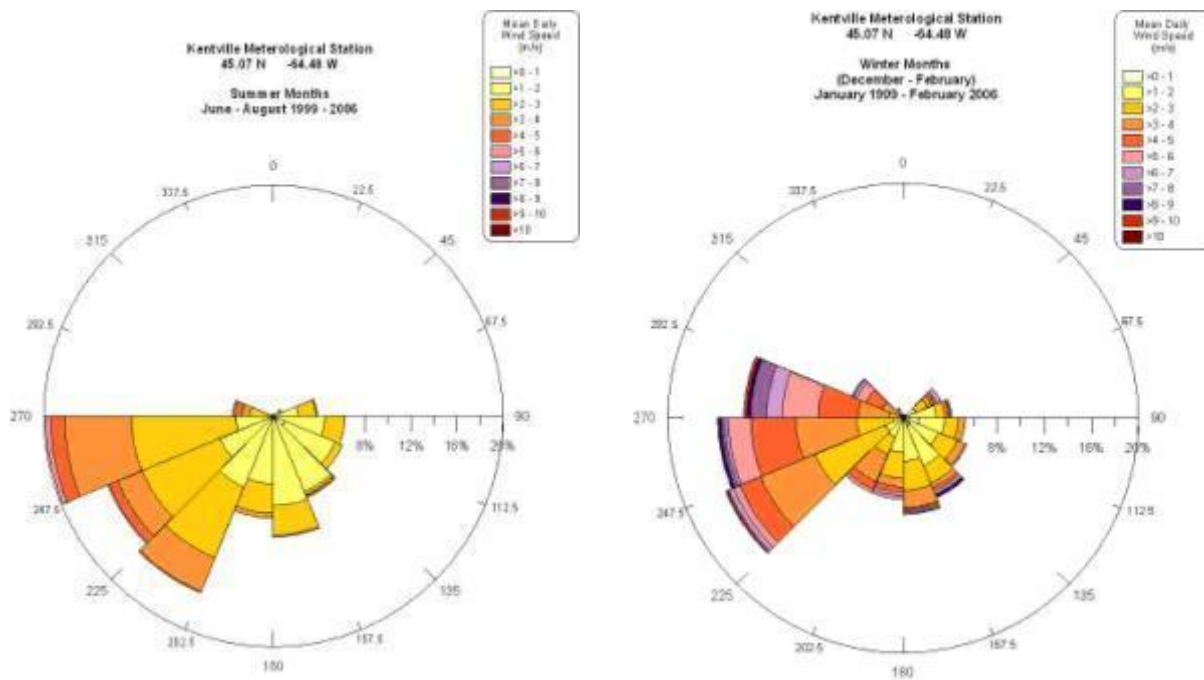 Kentville Meterological Station
45.07 N -64.48 W
Summer Months
June - August 1999 - 2006
Mean Daily
Wind Speed
(m/s)
>0 - 1
>1 - 2
>2 - 3
>3 - 4
>4 - 5
>5 - 6
>6 - 7
>7 - 8
>8 - 9
>9 - 10
>10
0
22.5
45
67.5
90
112.5
135
157.5
180
202.5
225
247.5
270
292.5
315
337.5
8%
12%
16%
20%
Kentville Meterological Station
45.07 N -64.48 W
Winter Months
(December - February)
January 1999 - February 2006
Mean Daily
Wind Speed
(m/s)
>0 - 1
>1 - 2
>2 - 3
>3 - 4
>4 - 5
>5 - 6
>6 - 7
>7 - 8
>8 - 9
>9 - 10
>10
0
22.5
45
67.5
90
112.5
135
157.5
180
202.5
225
247.5
270
292.5
315
337.5
8%
12%
16%
20%